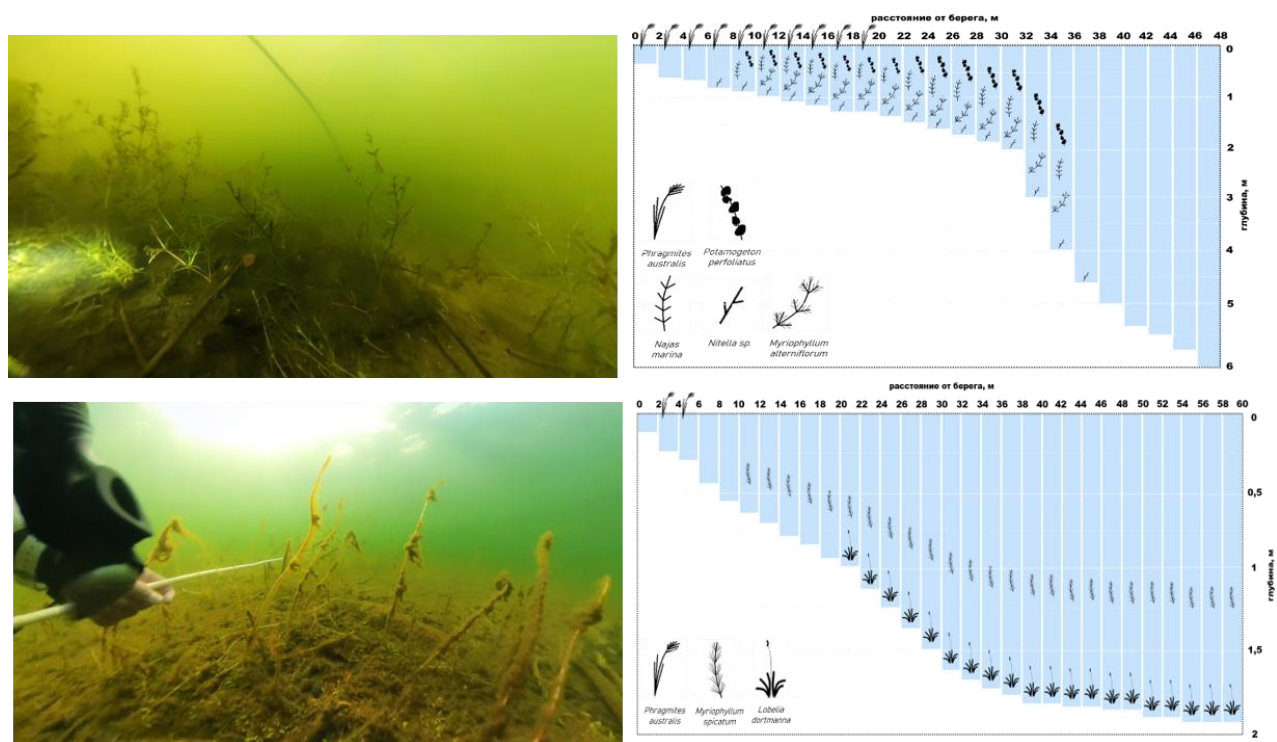 расстояние от берега, м
0 2 4 6 8 10 12 14 16 18 20 22 24 26 28 30 32 34 36 38 40 42 44 46 48
0
1
2
3
4
5
6
глубина, м
Phragmites
australis
Potamogeton
perfoliatus
Najas
marina
Nitella sp.
Myriophyllum
alterniflorum
расстояние от берега, м
0 2 4 6 8 10 12 14 16 18 20 22 24 26 28 30 32 34 36 38 40 42 44 46 48 50 52 54 56 58 60
0
0,5
1
1,5
2
глубина, м
Phragmites
australis
Myriophyllum
spicatum
Lobelia
dortmanna